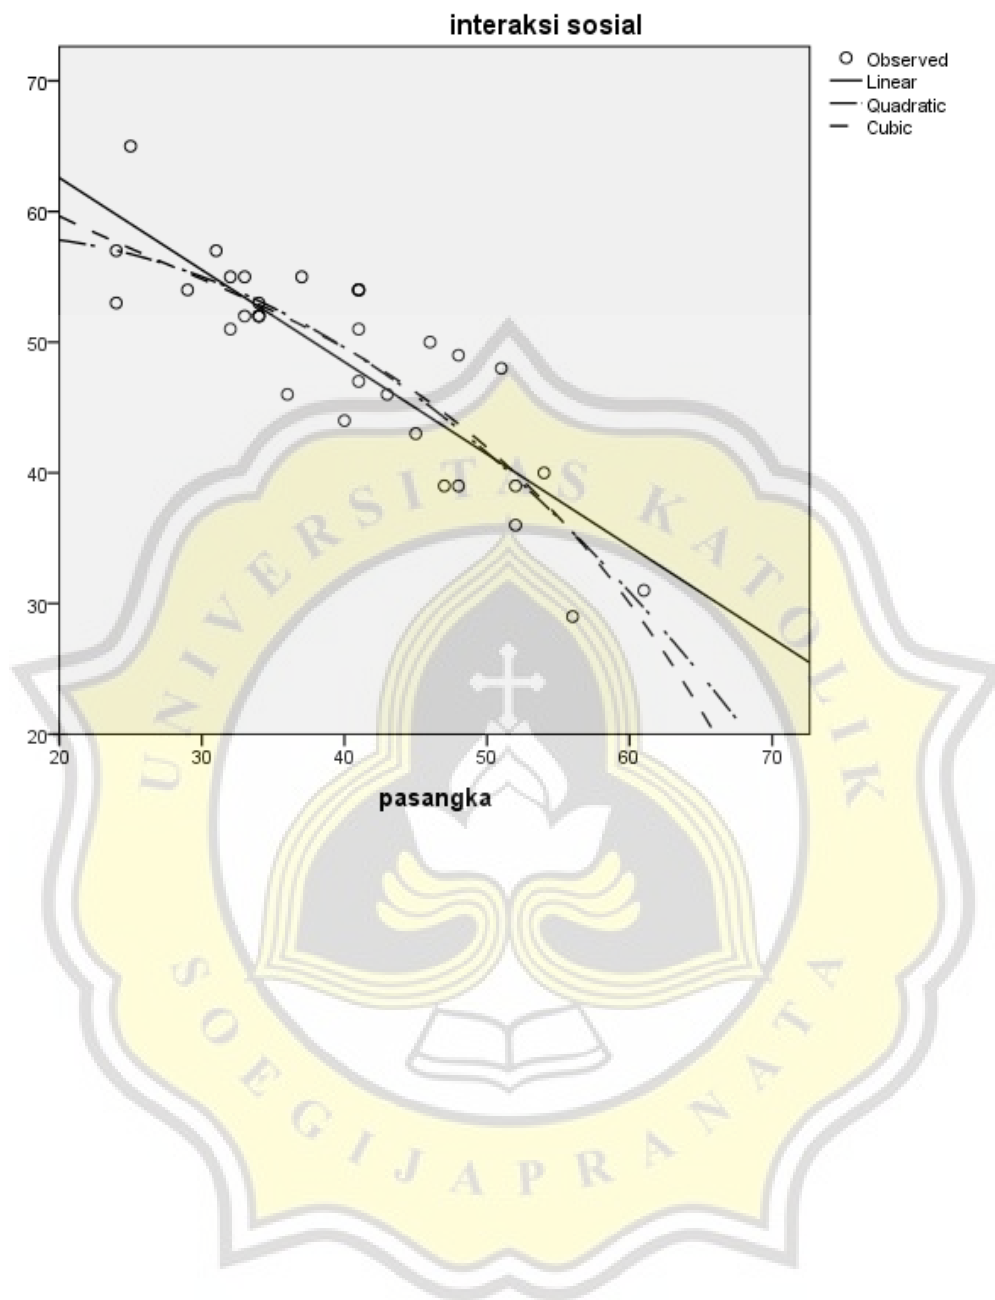 interaksi sosial
Observed
Linear
Quadratic
Cubic
70
60
50
40
30
20
20 30 40 50 60 70
pasangka
UNIVERSITAS KATOLIK
SOEGIJAPRANATA